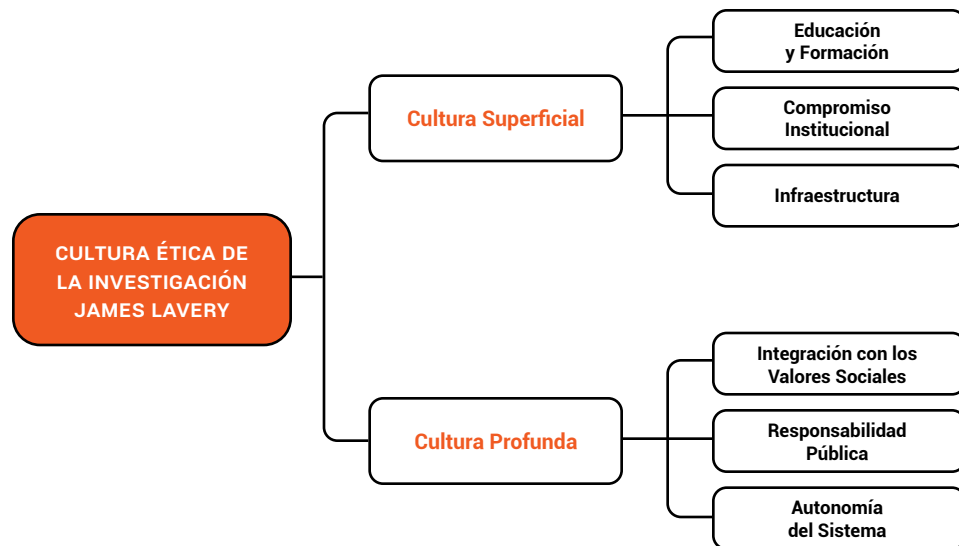 CULTURA ÉTICA DE
LA INVESTIGACIÓN
JAMES LAVERY
Cultura Superficial
Educación
y Formación
Compromiso
Institucional
Infraestructura
Cultura Profunda
Integración con los
Valores Sociales
Responsabilidad
Pública
Autonomía
del Sistema